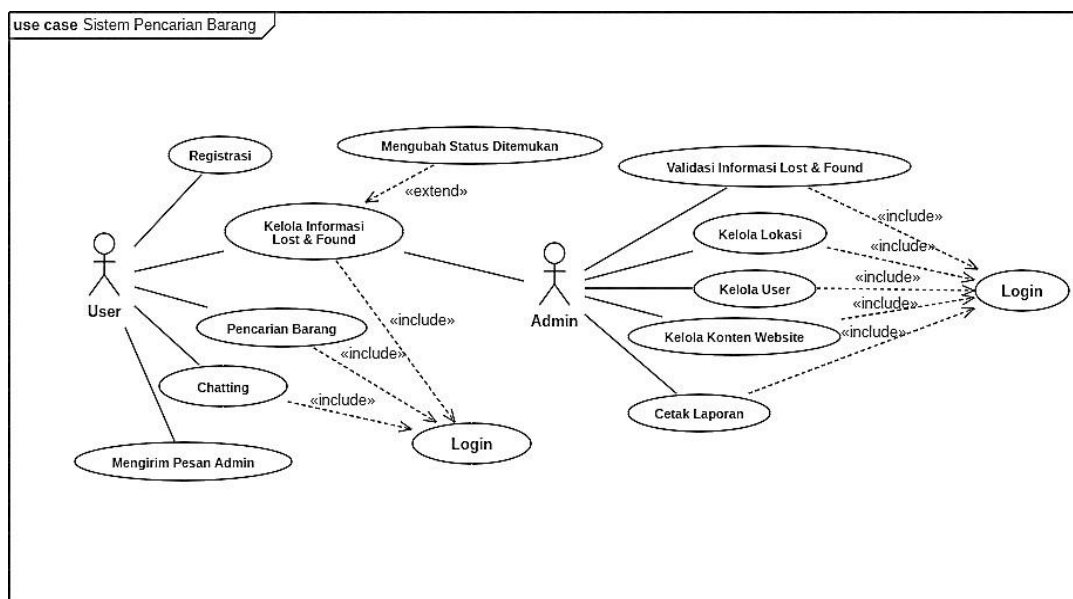 use case Sistem Pencarian Barang
Mengubah Status Ditemukan
Registrasi
Validasi Informasi Lost & Found
«extend»
Kelola Informasi
Lost & Found
«include»
Kelola Lokasi
«include»
User
Admin
Kelola User
«include»
Login
«include»
Pencarian Barang
«include»
Kelola Konten Website
«include»
«include»
Chatting
«include»
Cetak Laporan
Login
Mengirim Pesan Admin